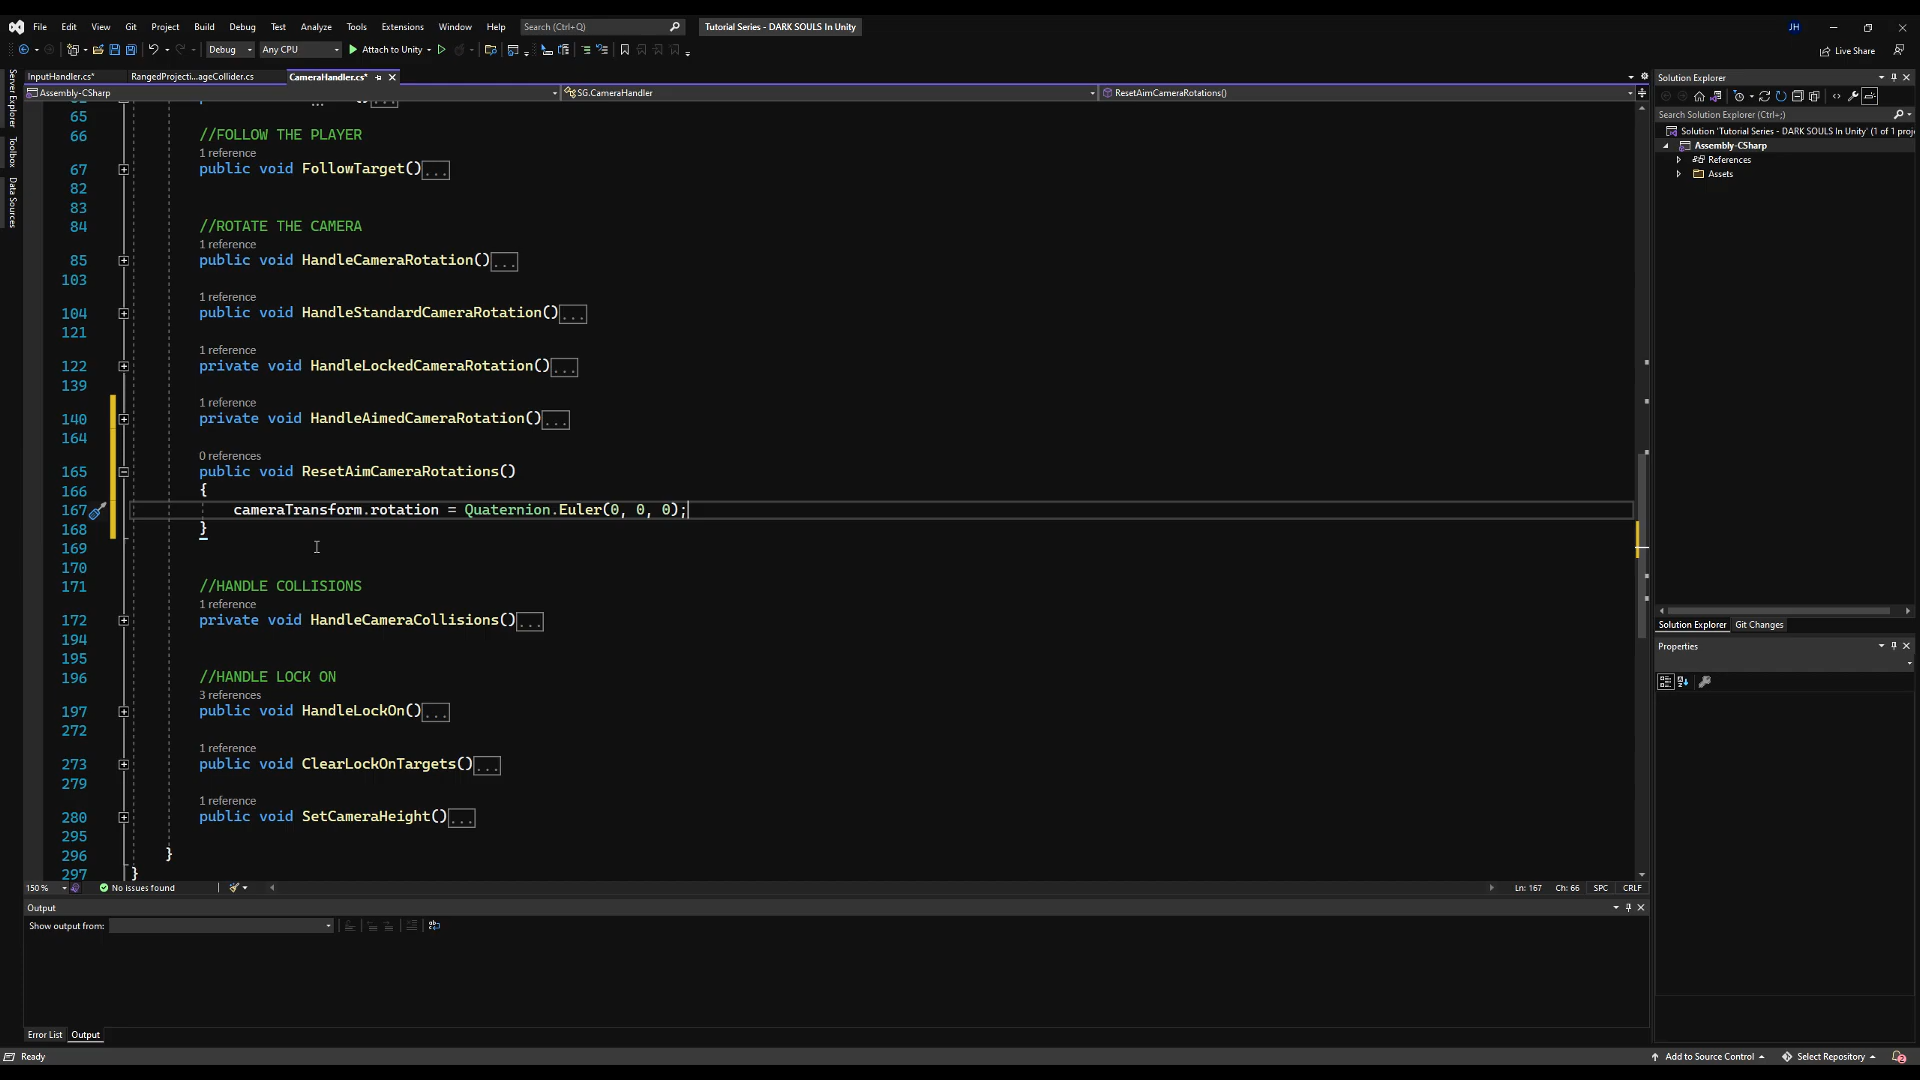 File Edit View Git Project Build Debug Test Analyze Tools Extensions Window Help Search (Ctrl+Q) Tutorial Series - DARK SOULS In Unity JH
Debug Any CPU Attach to Unity Live Share
InputHandler.cs* RangedProjecti...ageCollider.cs CameraHandler.cs*
Assembly-CSharp SG.CameraHandler ResetAimCameraRotations()
Server Explorer
Toolbox
Data Sources
65
66 //FOLLOW THE PLAYER
1 reference
67 public void FollowTarget()...
82
83
84 //ROTATE THE CAMERA
1 reference
85 public void HandleCameraRotation()...
103
1 reference
104 public void HandleStandardCameraRotation()...
121
1 reference
122 private void HandleLockedCameraRotation()...
139
1 reference
140 private void HandleAimedCameraRotation()...
164
0 references
165 public void ResetAimCameraRotations()
166 {
167 cameraTransform.rotation = Quaternion.Euler(0, 0, 0);
168 }
169
170
171 //HANDLE COLLISIONS
1 reference
172 private void HandleCameraCollisions()...
194
195
196 //HANDLE LOCK ON
3 references
197 public void HandleLockOn()...
272
1 reference
273 public void ClearLockOnTargets()...
279
1 reference
280 public void SetCameraHeight()...
295
296 }
297 }
150 % No issues found Ln: 167 Ch: 66 SPC CRLF
Output
Show output from:
Error List Output
Solution Explorer
Search Solution Explorer (Ctrl+;)
Solution 'Tutorial Series - DARK SOULS In Unity' (1 of 1 proj
Assembly-CSharp
References
Assets
Solution Explorer Git Changes
Properties
Ready Add to Source Control Select Repository 2